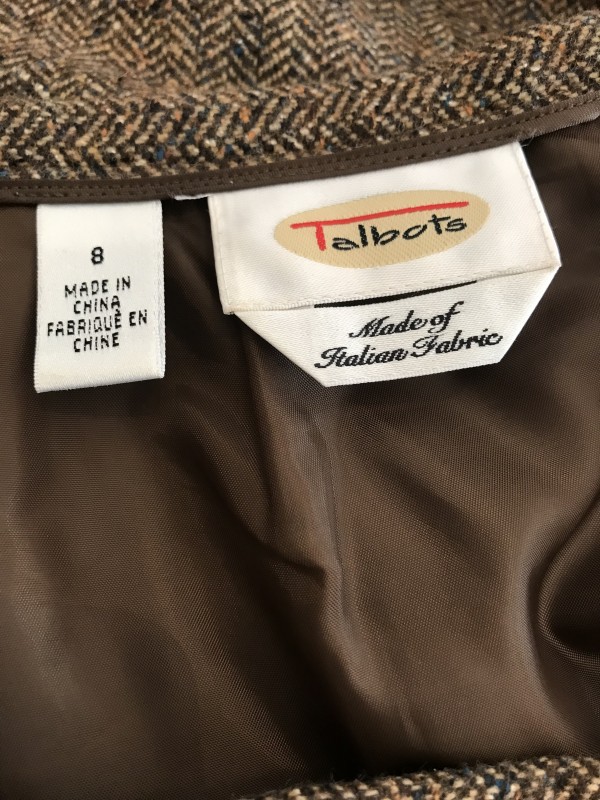 8
MADE IN
CHINA
FABRIQUÉ EN
CHINE
Talbots
Made of
Italian Fabric